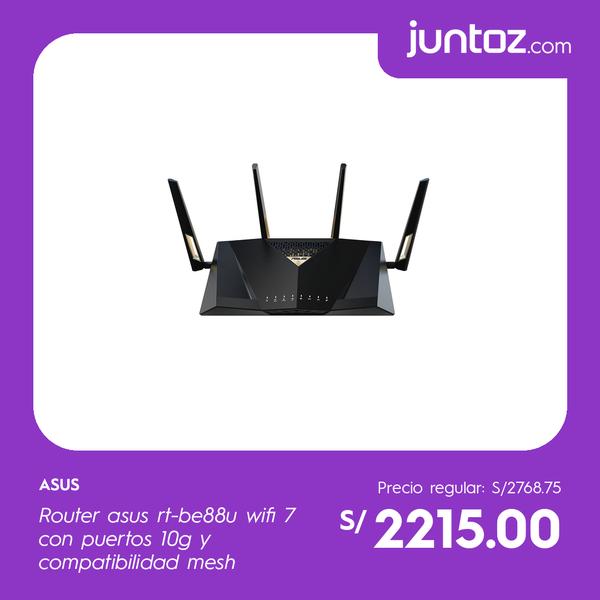 juntoz.com
ASUS
Router asus rt-be88u wifi 7
con puertos 10g y
compatibilidad mesh
Precio regular: S/2768.75
S/ 2215.00